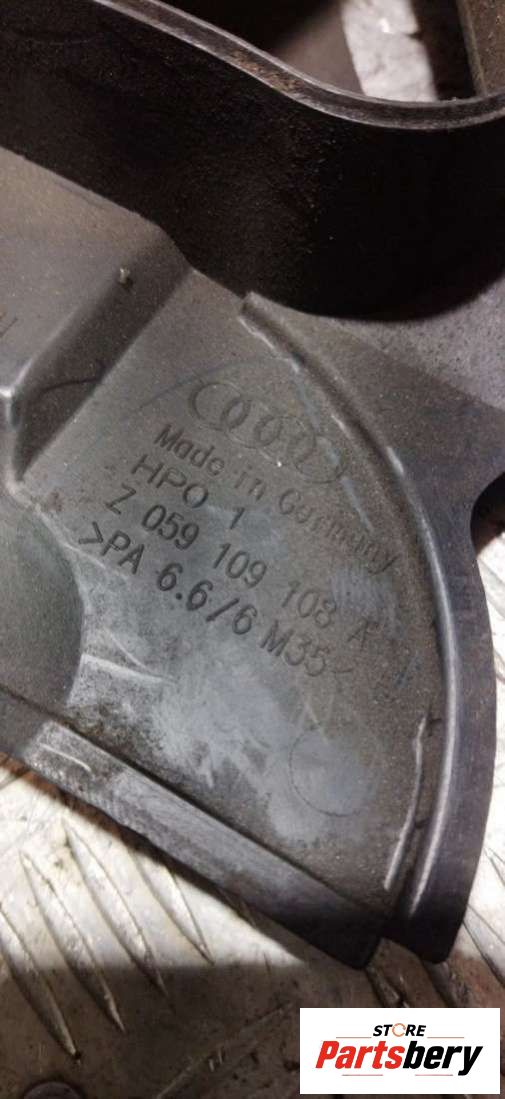 Made in Germany
HPO 1
Z 059 109 108 A
>PA 6.6/6 M35<
STORE
Partsbery